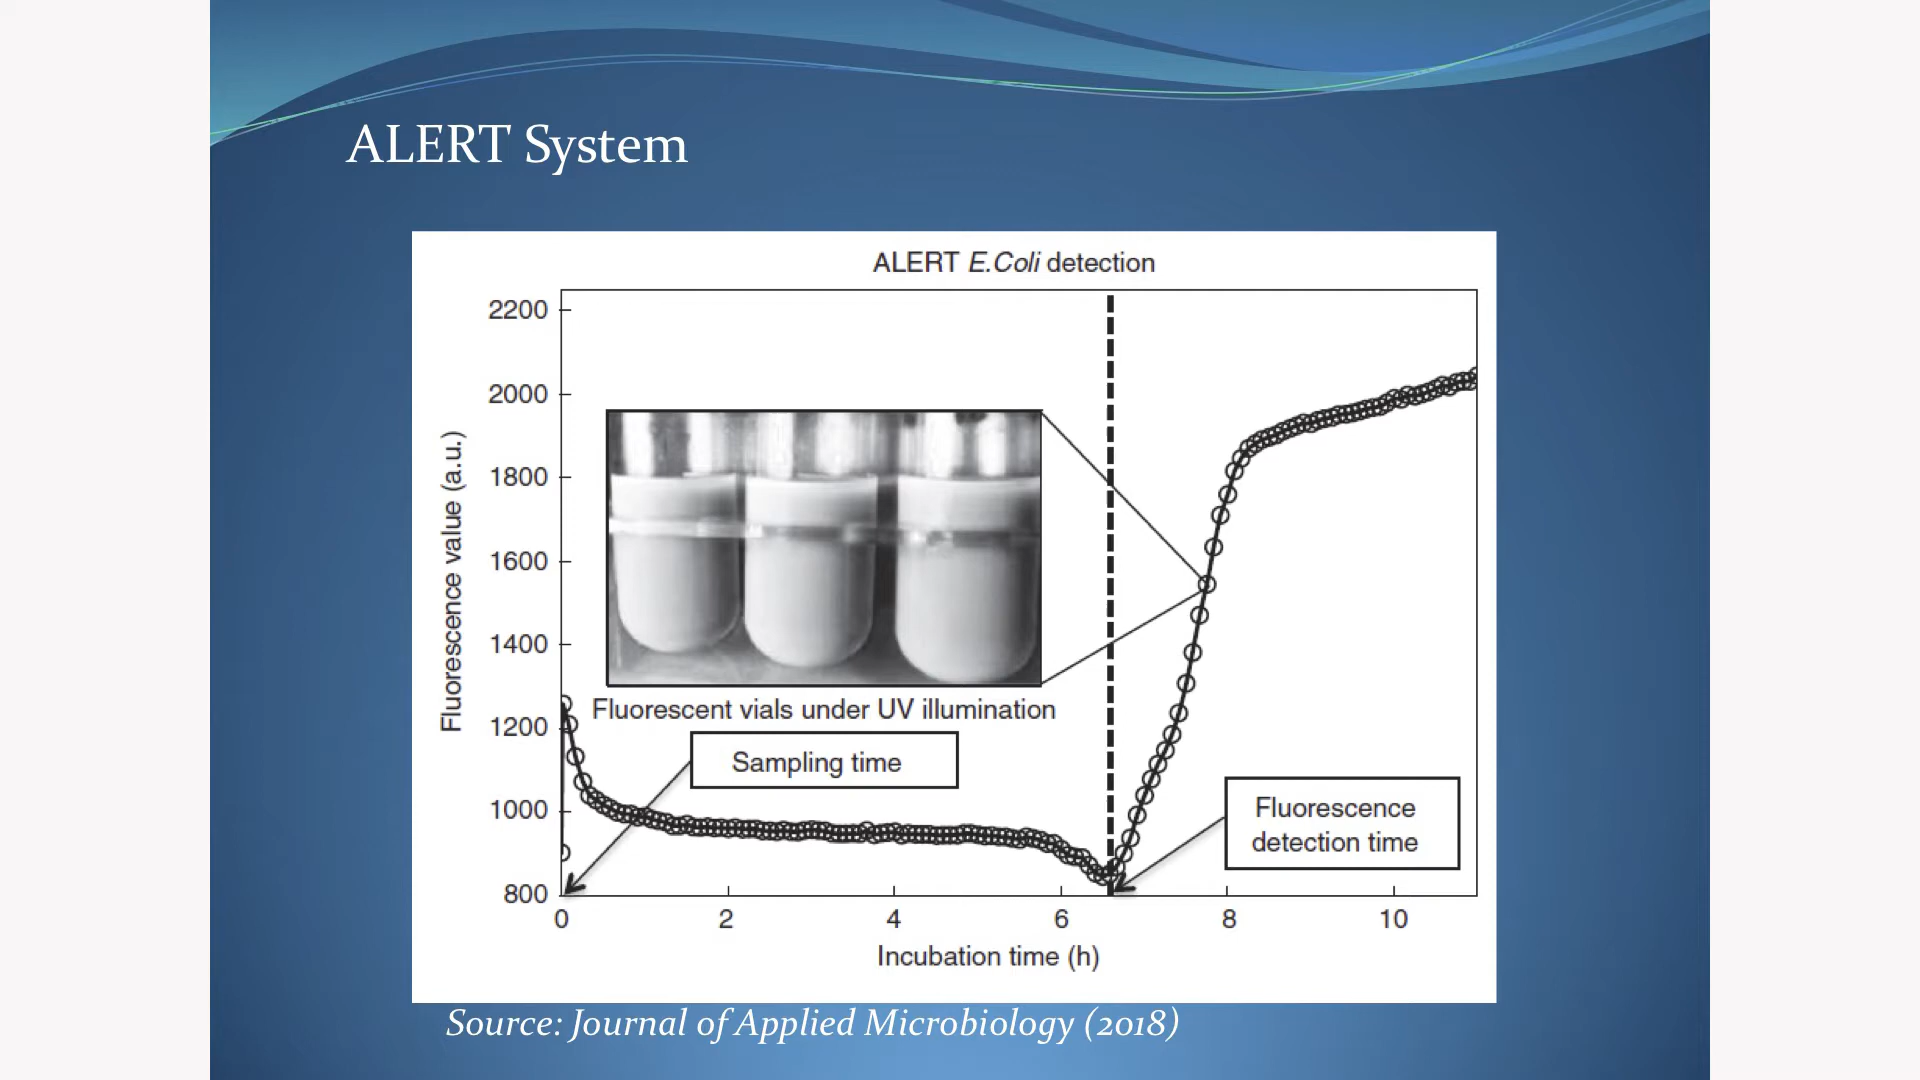 ALERT System
ALERT E.Coli detection
2200
2000
1800
1600
1400
1200
1000
800
Fluorescence value (a.u.)
Fluorescent vials under UV illumination
Sampling time
Fluorescence
detection time
0 2 4 6 8 10
Incubation time (h)
Source: Journal of Applied Microbiology (2018)